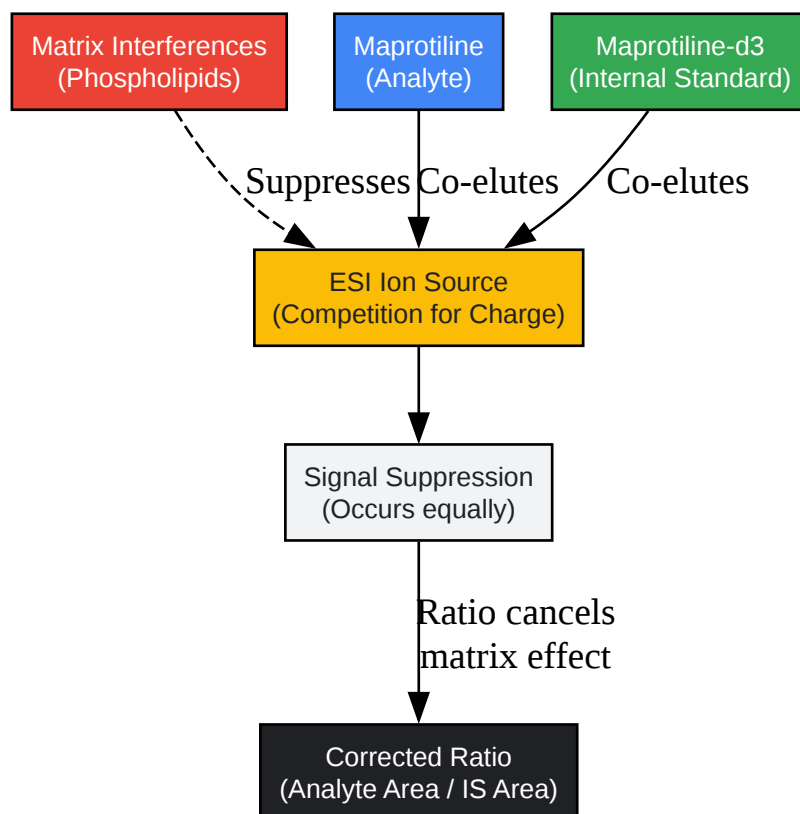 Matrix Interferences
(Phospholipids)
Maprotiline
(Analyte)
Maprotiline-d3
(Internal Standard)
Suppresses
Co-elutes
Co-elutes
ESI Ion Source
(Competition for Charge)
Signal Suppression
(Occurs equally)
Ratio cancels
matrix effect
Corrected Ratio
(Analyte Area / IS Area)